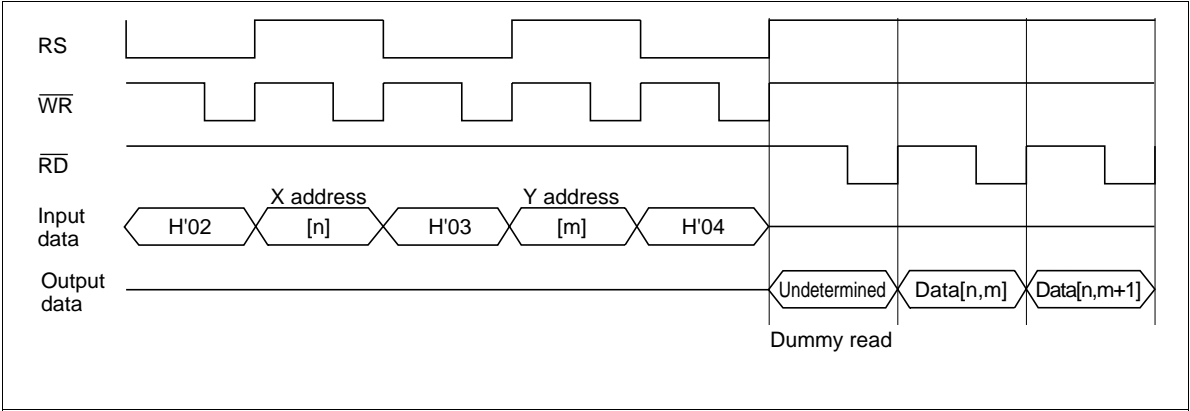 RS
WR
RD
X address
Y address
Input
data
H'02
[n]
H'03
[m]
H'04
Output
data
Undetermined
Data[n,m]
Data[n,m+1]
Dummy read